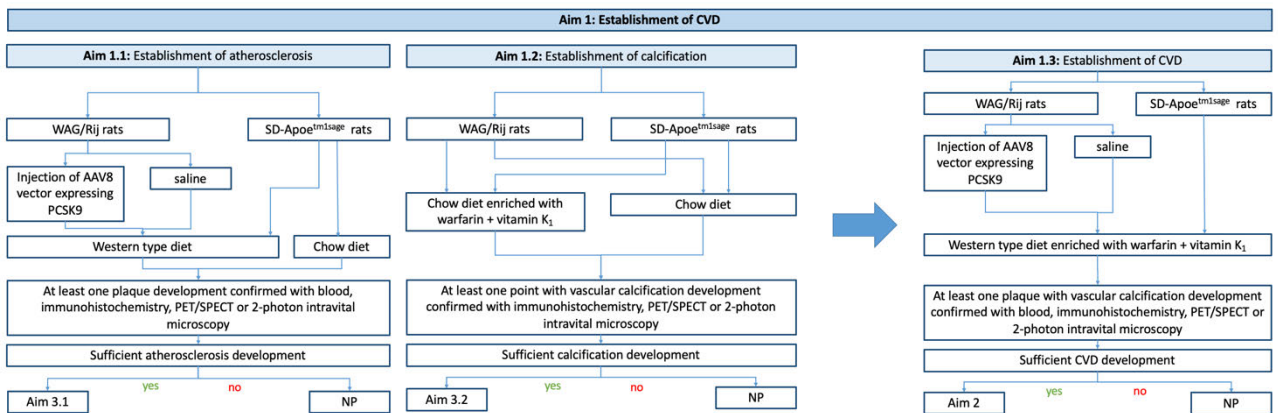 Aim 1: Establishment of CVD
Aim 1.1: Establishment of atherosclerosis
WAG/Rij rats
SD-Apoetm1sage rats
Injection of AAV8
vector expressing
PCSK9
saline
Western type diet
Chow diet
At least one plaque development confirmed with blood,
immunohistochemistry, PET/SPECT or 2-photon intravital
microscopy
Sufficient atherosclerosis development
yes
no
Aim 3.1
NP
Aim 1.2: Establishment of calcification
WAG/Rij rats
SD-Apoetm1sage rats
Chow diet enriched with
warfarin + vitamin K1
Chow diet
At least one point with vascular calcification development
confirmed with immunohistochemistry, PET/SPECT or 2-photon
intravital microscopy
Sufficient calcification development
yes
no
Aim 3.2
NP
Aim 1.3: Establishment of CVD
WAG/Rij rats
SD-Apoetm1sage rats
Injection of AAV8
vector expressing
PCSK9
saline
Western type diet enriched with warfarin + vitamin K1
At least one plaque with vascular calcification development
confirmed with blood, immunohistochemistry, PET/SPECT or
2-photon intravital microscopy
Sufficient CVD development
yes
no
Aim 2
NP